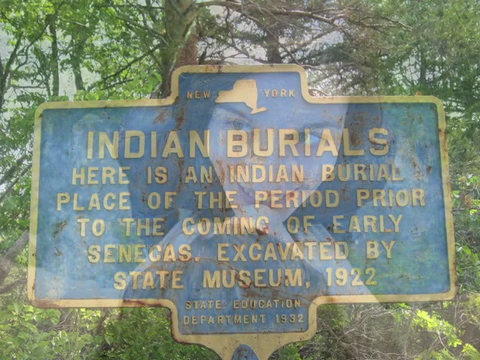 NEW YORK
INDIAN BURIALS
HERE IS AN INDIAN BURIAL
PLACE OF THE PERIOD PRIOR
TO THE COMING OF EARLY
SENECAS. EXCAVATED BY
STATE MUSEUM, 1922
STATE EDUCATION
DEPARTMENT 1932